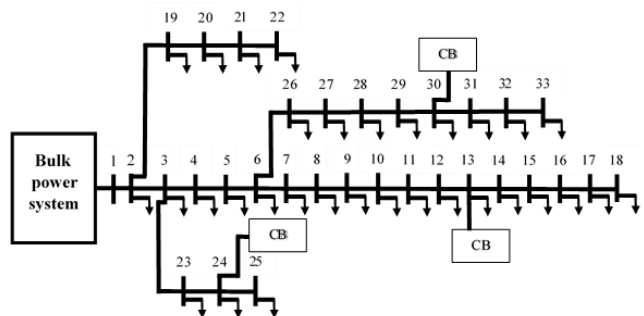 19 20 21 22
CB
26 27 28 29 30 31 32 33
Bulk
power
system
1 2 3 4 5 6 7 8 9 10 11 12 13 14 15 16 17 18
CB
CB
23 24 25